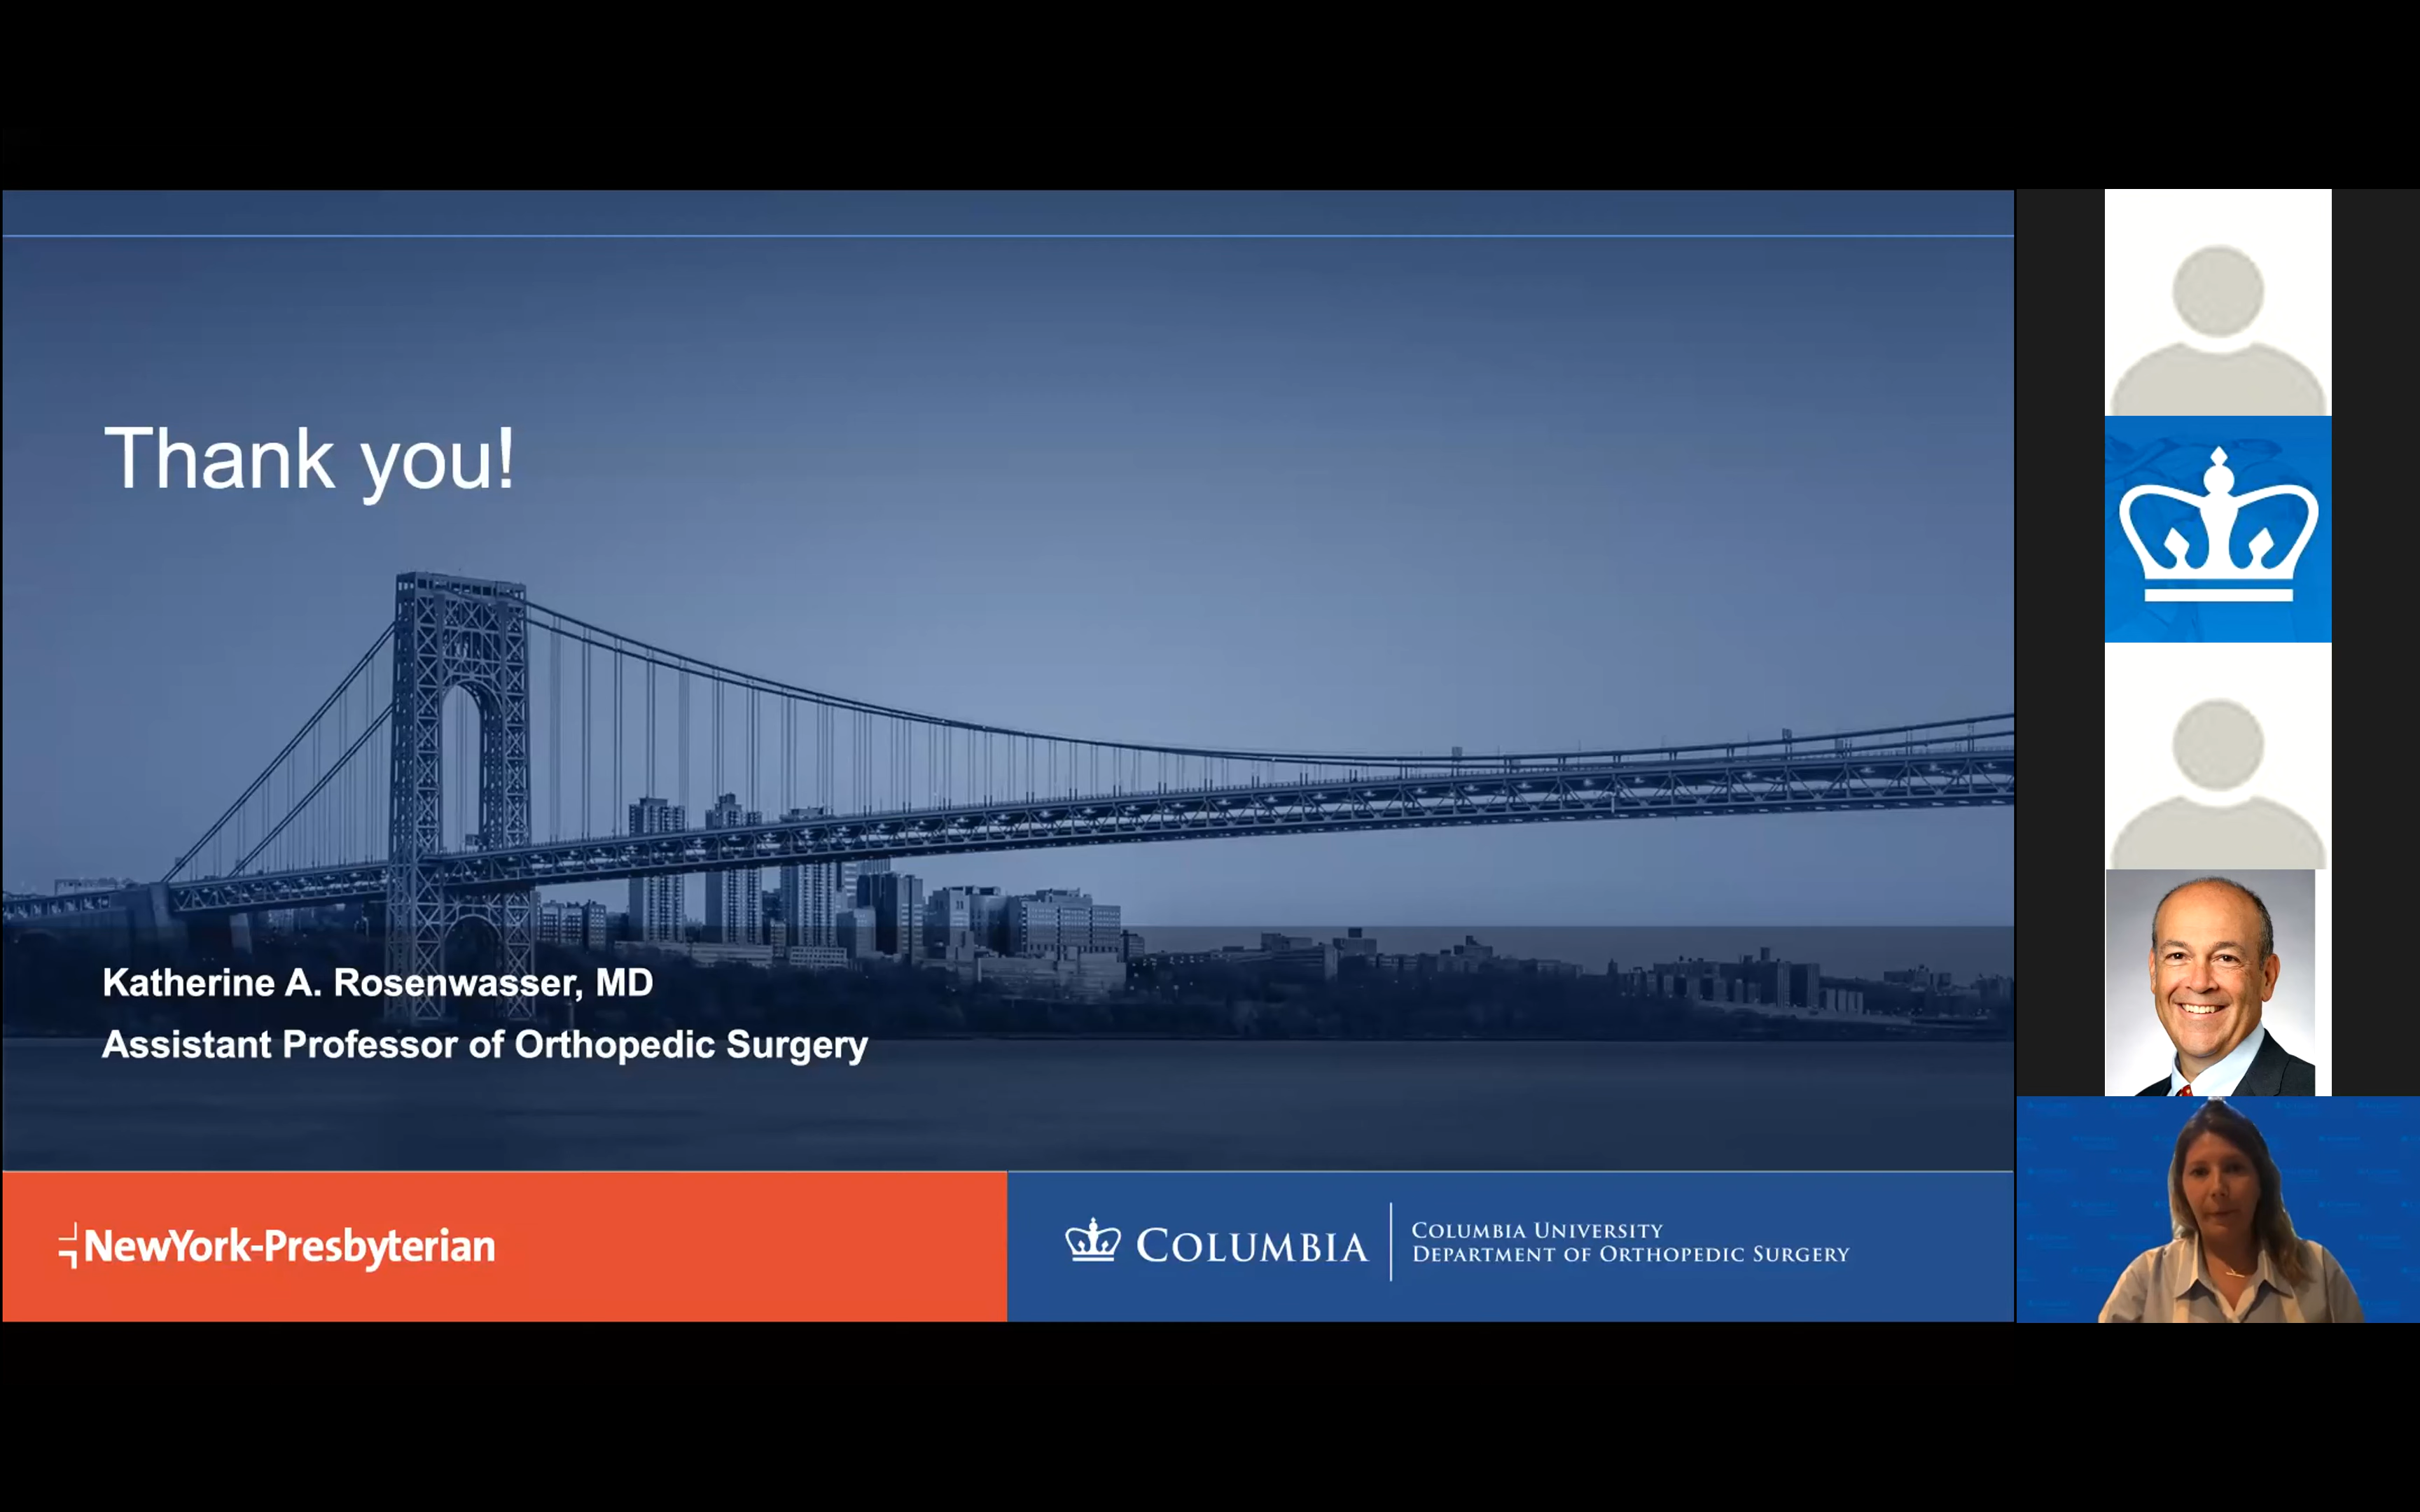 Thank you!
Katherine A. Rosenwasser, MD
Assistant Professor of Orthopedic Surgery
NewYork-Presbyterian
COLUMBIA
COLUMBIA UNIVERSITY
DEPARTMENT OF ORTHOPEDIC SURGERY